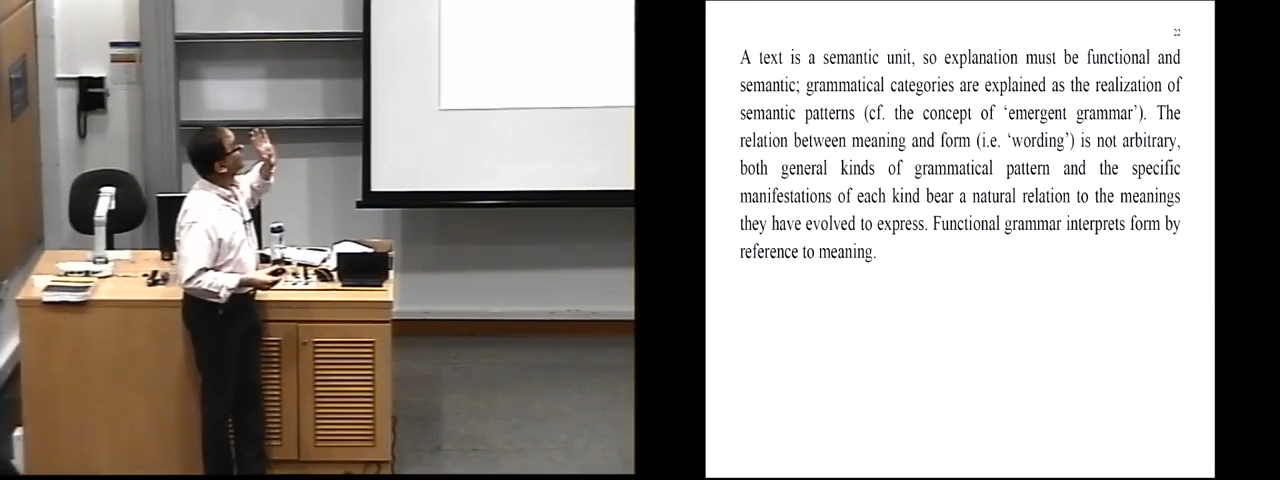 22
A text is a semantic unit, so explanation must be functional and
semantic; grammatical categories are explained as the realization of
semantic patterns (cf. the concept of ‘emergent grammar’). The
relation between meaning and form (i.e. ‘wording’) is not arbitrary,
both general kinds of grammatical pattern and the specific
manifestations of each kind bear a natural relation to the meanings
they have evolved to express. Functional grammar interprets form by
reference to meaning.